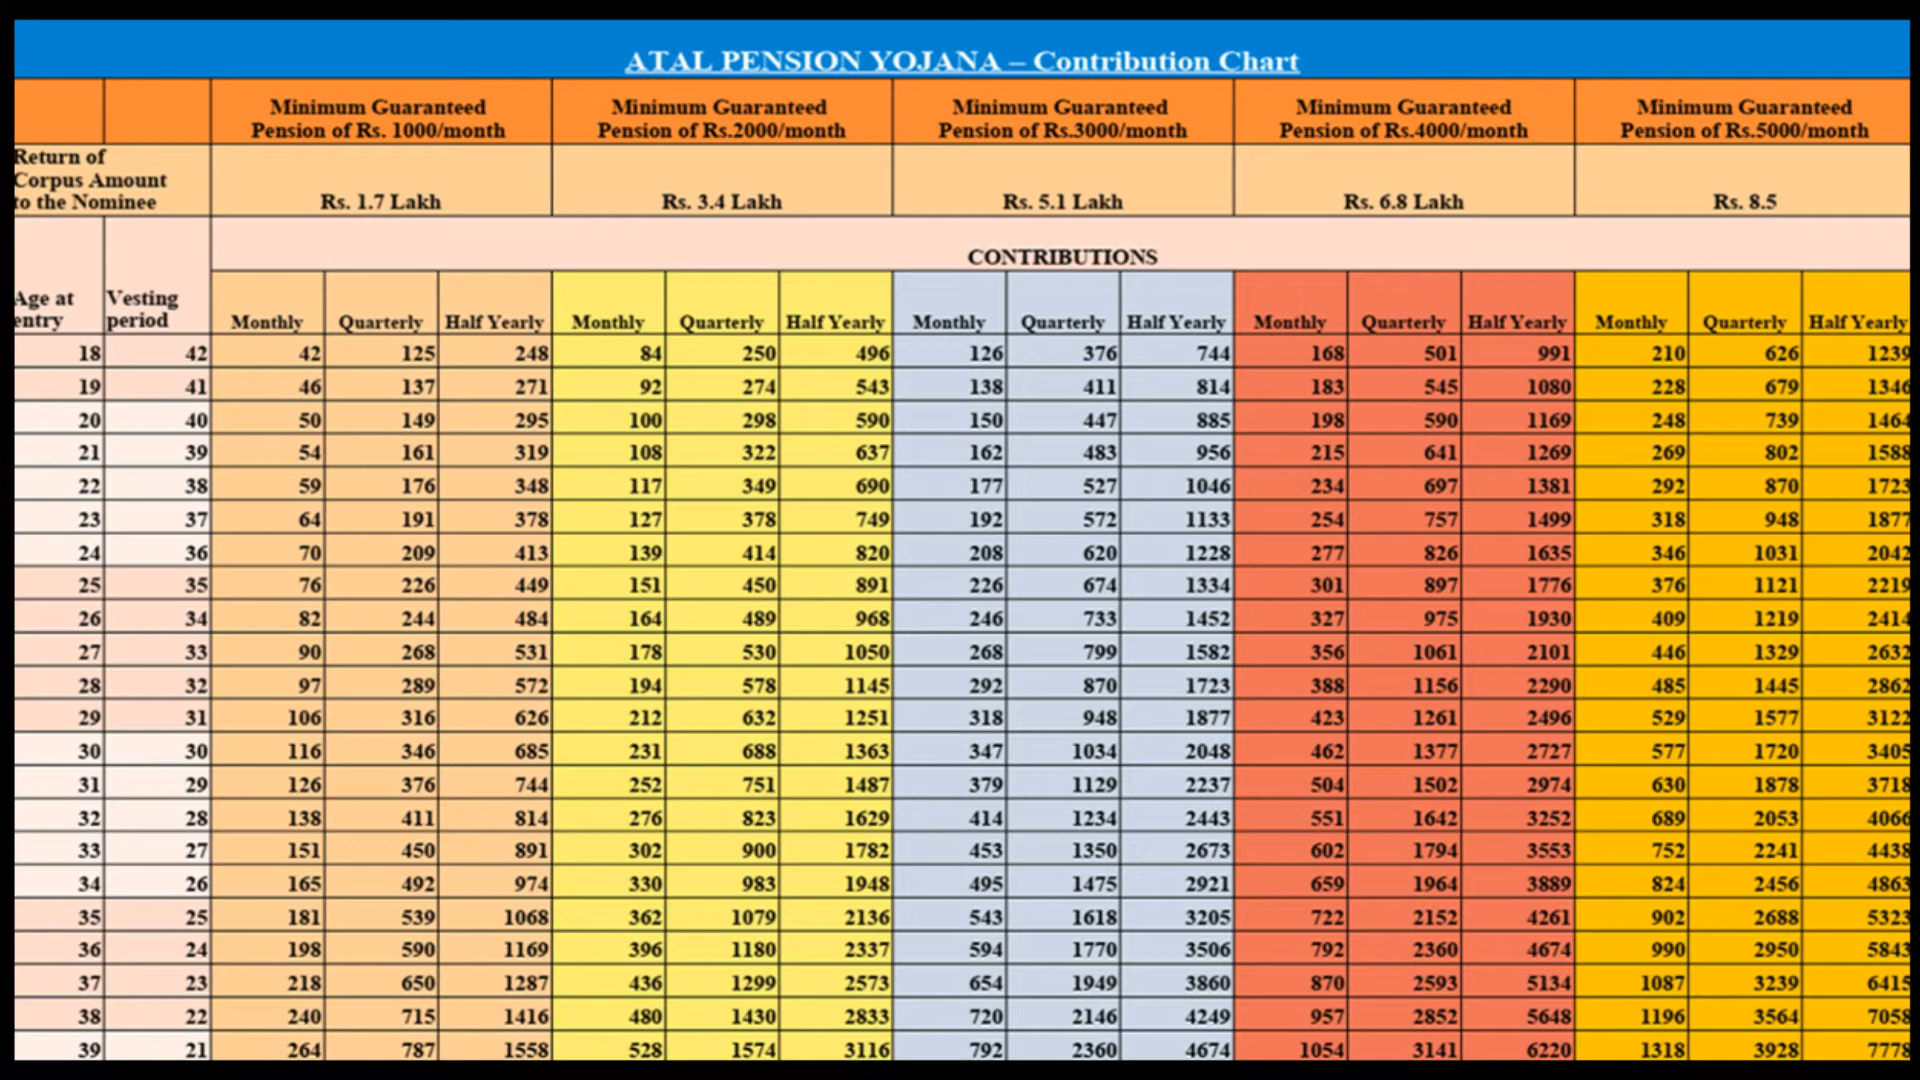 ATAL PENSION YOJANA – Contribution Chart
Minimum Guaranteed Pension of Rs. 1000/month Minimum Guaranteed Pension of Rs.2000/month Minimum Guaranteed Pension of Rs.3000/month Minimum Guaranteed Pension of Rs.4000/month Minimum Guaranteed Pension of Rs.5000/month
Return of Corpus Amount to the Nominee Rs. 1.7 Lakh Rs. 3.4 Lakh Rs. 5.1 Lakh Rs. 6.8 Lakh Rs. 8.5
CONTRIBUTIONS
Age at entry Vesting period Monthly Quarterly Half Yearly Monthly Quarterly Half Yearly Monthly Quarterly Half Yearly Monthly Quarterly Half Yearly Monthly Quarterly Half Yearly
18 42 42 125 248 84 250 496 126 376 744 168 501 991 210 626 1239
19 41 46 137 271 92 274 543 138 411 814 183 545 1080 228 679 1346
20 40 50 149 295 100 298 590 150 447 885 198 590 1169 248 739 1464
21 39 54 161 319 108 322 637 162 483 956 215 641 1269 269 802 1588
22 38 59 176 348 117 349 690 177 527 1046 234 697 1381 292 870 1723
23 37 64 191 378 127 378 749 192 572 1133 254 757 1499 318 948 1877
24 36 70 209 413 139 414 820 208 620 1228 277 826 1635 346 1031 2042
25 35 76 226 449 151 450 891 226 674 1334 301 897 1776 376 1121 2219
26 34 82 244 484 164 489 968 246 733 1452 327 975 1930 409 1219 2414
27 33 90 268 531 178 530 1050 268 799 1582 356 1061 2101 446 1329 2632
28 32 97 289 572 194 578 1145 292 870 1723 388 1156 2290 485 1445 2862
29 31 106 316 626 212 632 1251 318 948 1877 423 1261 2496 529 1577 3122
30 30 116 346 685 231 688 1363 347 1034 2048 462 1377 2727 577 1720 3405
31 29 126 376 744 252 751 1487 379 1129 2237 504 1502 2974 630 1878 3718
32 28 138 411 814 276 823 1629 414 1234 2443 551 1642 3252 689 2053 4066
33 27 151 450 891 302 900 1782 453 1350 2673 602 1794 3553 752 2241 4438
34 26 165 492 974 330 983 1948 495 1475 2921 659 1964 3889 824 2456 4863
35 25 181 539 1068 362 1079 2136 543 1618 3205 722 2152 4261 902 2688 5323
36 24 198 590 1169 396 1180 2337 594 1770 3506 792 2360 4674 990 2950 5843
37 23 218 650 1287 436 1299 2573 654 1949 3860 870 2593 5134 1087 3239 6415
38 22 240 715 1416 480 1430 2833 720 2146 4249 957 2852 5648 1196 3564 7058
39 21 264 787 1558 528 1574 3116 792 2360 4674 1054 3141 6220 1318 3928 7778